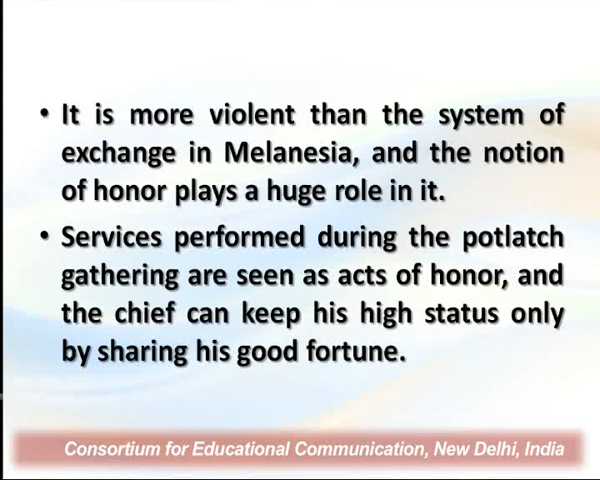 • It is more violent than the system of
exchange in Melanesia, and the notion
of honor plays a huge role in it.
• Services performed during the potlatch
gathering are seen as acts of honor, and
the chief can keep his high status only
by sharing his good fortune.
Consortium for Educational Communication, New Delhi, India